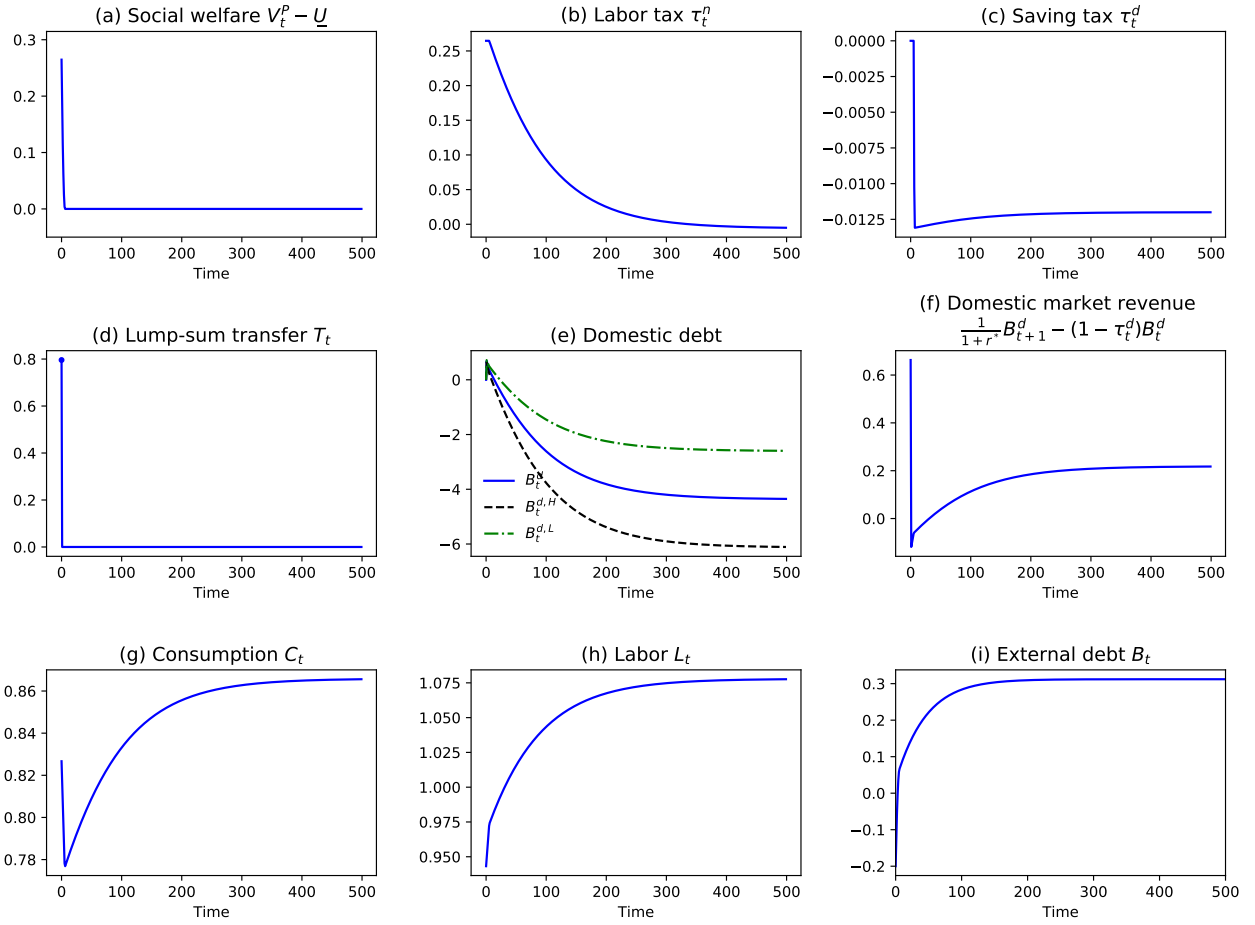 (a) Social welfare $V_t^P - \underline{U}$
0.3
0.2
0.1
0.0
0 100 200 300 400 500
Time
(b) Labor tax $\tau_t^n$
0.25
0.20
0.15
0.10
0.05
0.00
0 100 200 300 400 500
Time
(c) Saving tax $\tau_t^d$
0.0000
−0.0025
−0.0050
−0.0075
−0.0100
−0.0125
0 100 200 300 400 500
Time
(d) Lump-sum transfer $T_t$
0.8
0.6
0.4
0.2
0.0
0 100 200 300 400 500
Time
(e) Domestic debt
0
−2
−4
−6
$B_t^d$
$B_t^{d,H}$
$B_t^{d,L}$
0 100 200 300 400 500
Time
(f) Domestic market revenue
$\frac{1}{1+r^*}B_{t+1}^d - (1-\tau_t^d)B_t^d$
0.6
0.4
0.2
0.0
0 100 200 300 400 500
Time
(g) Consumption $C_t$
0.86
0.84
0.82
0.80
0.78
0 100 200 300 400 500
Time
(h) Labor $L_t$
1.075
1.050
1.025
1.000
0.975
0.950
0 100 200 300 400 500
Time
(i) External debt $B_t$
0.3
0.2
0.1
0.0
−0.1
−0.2
0 100 200 300 400 500
Time